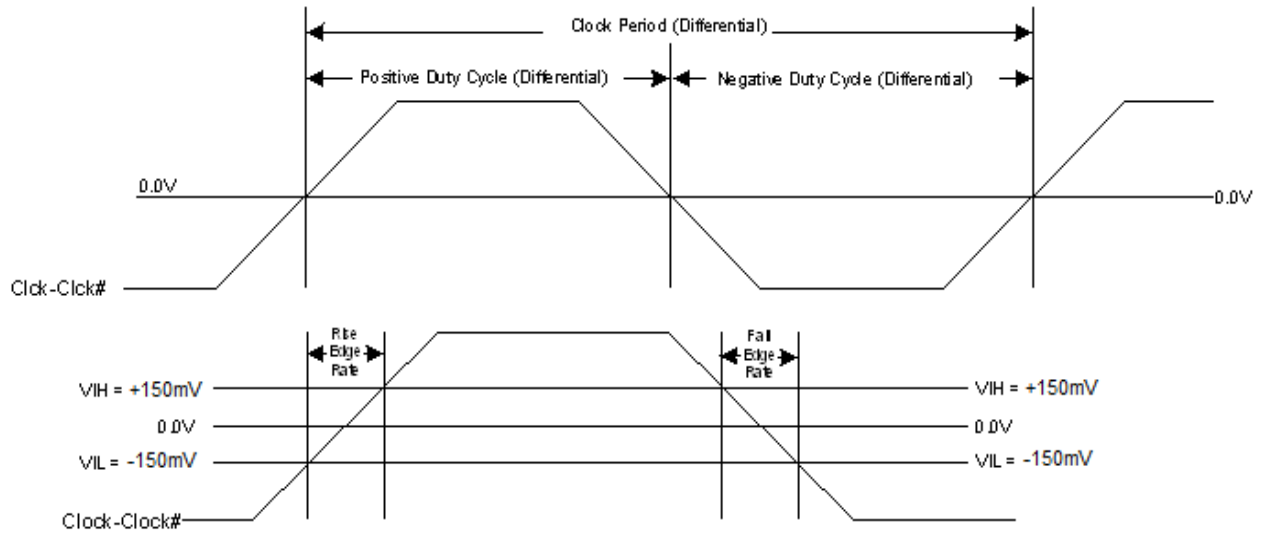 Clock Period (Differential)
Positive Duty Cycle (Differential)
Negative Duty Cycle (Differential)
0.0V
0.0V
Clck-Clck#
Rise
Edge
Rate
Fall
Edge
Rate
VIH = +150mV
VIH = +150mV
0.0V
0.0V
VIL = -150mV
VIL = -150mV
Clock-Clock#